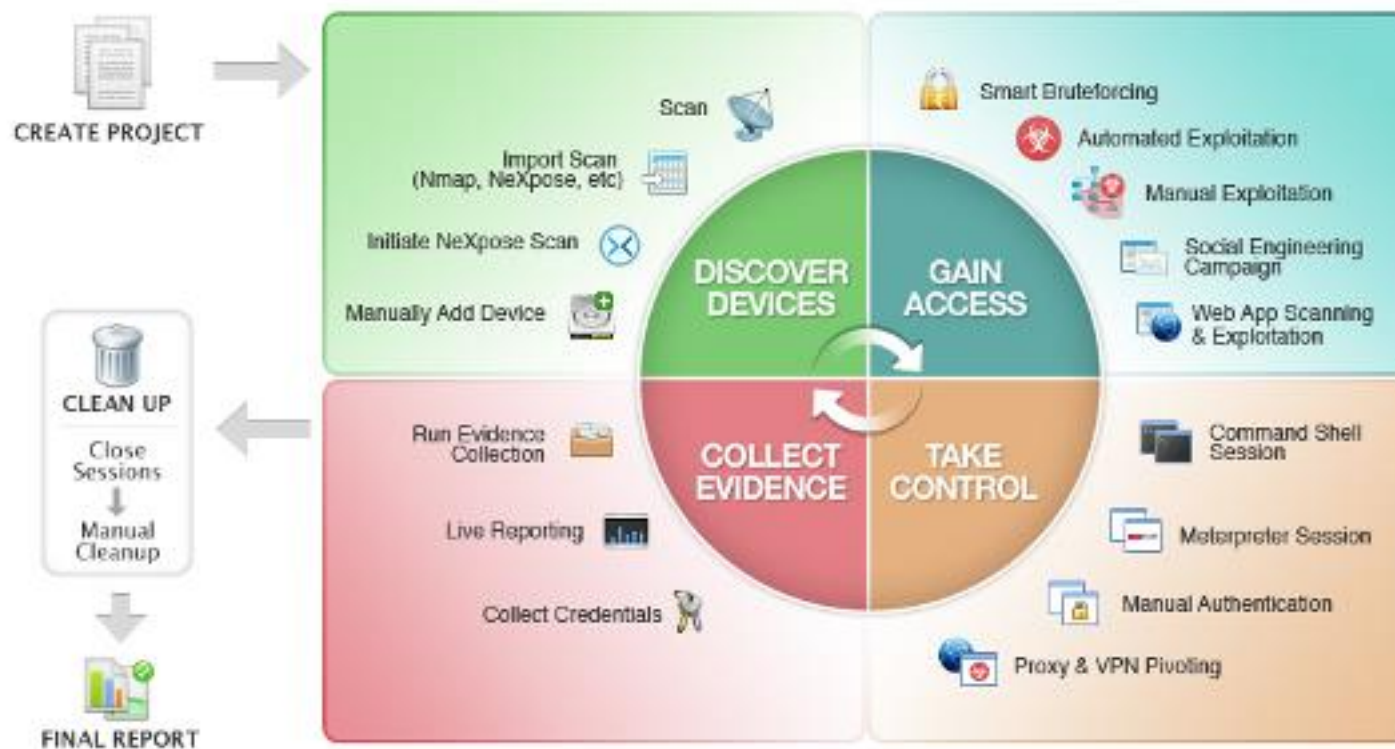 CREATE PROJECT
Scan
Import Scan
(Nmap, NeXpose, etc)
Initiate NeXpose Scan
Manually Add Device
DISCOVER
DEVICES
GAIN
ACCESS
Smart Bruteforcing
Automated Exploitation
Manual Exploitation
Social Engineering
Campaign
Web App Scanning
& Exploitation
COLLECT
EVIDENCE
TAKE
CONTROL
Run Evidence
Collection
Live Reporting
Collect Credentials
Command Shell
Session
Meterpreter Session
Manual Authentication
Proxy & VPN Pivoting
CLEAN UP
Close
Sessions
Manual
Cleanup
FINAL REPORT